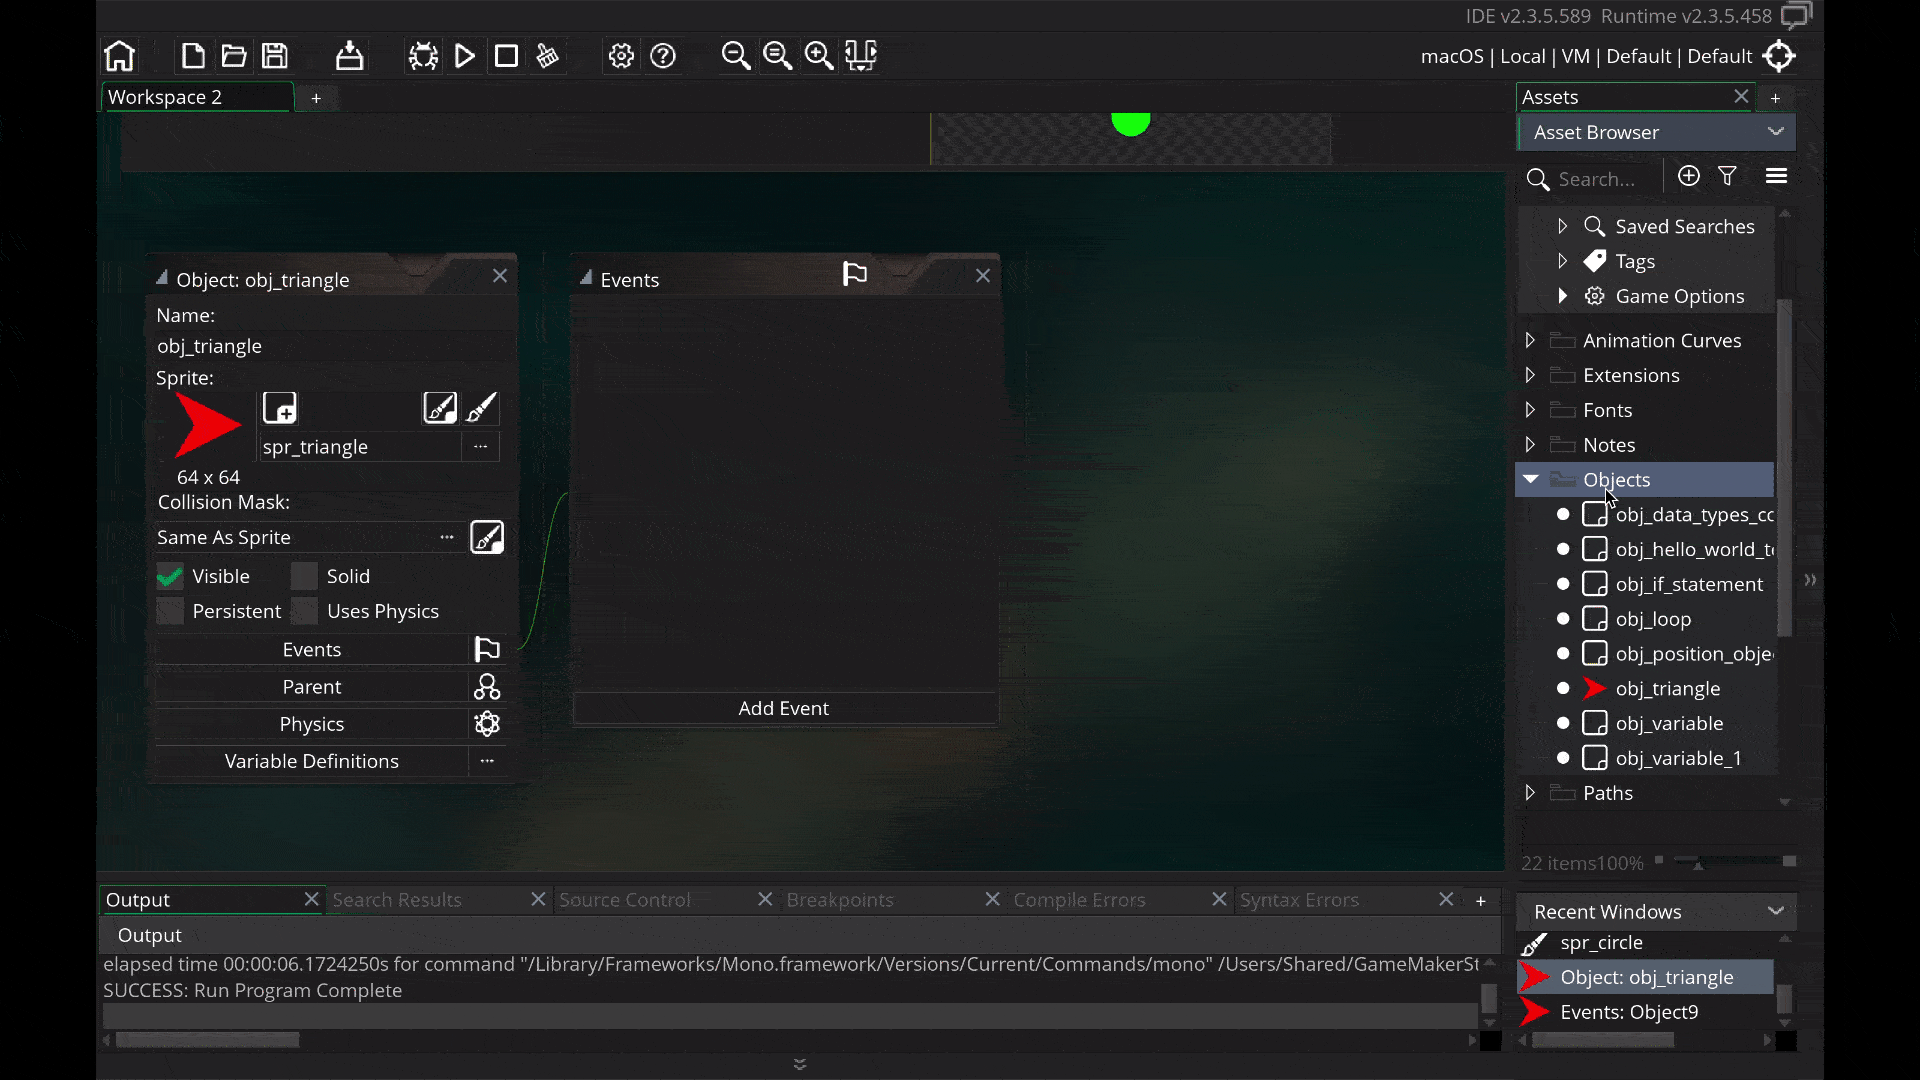 IDE v2.3.5.589 Runtime v2.3.5.458
macOS | Local | VM | Default | Default
Workspace 2
+
Assets
+
Asset Browser
Search...
Saved Searches
Tags
Game Options
Animation Curves
Extensions
Fonts
Notes
Objects
obj_data_types_co
obj_hello_world_te
obj_if_statement
obj_loop
obj_position_obje
obj_triangle
obj_variable
obj_variable_1
Paths
22 items 100%
Object: obj_triangle
Name:
obj_triangle
Sprite:
spr_triangle
64 x 64
Collision Mask:
Same As Sprite
Visible Solid
Persistent Uses Physics
Events
Parent
Physics
Variable Definitions
Events
Add Event
Output Search Results Source Control Breakpoints Compile Errors Syntax Errors +
Output
elapsed time 00:00:06.1724250s for command "/Library/Frameworks/Mono.framework/Versions/Current/Commands/mono" /Users/Shared/GameMakerSt
SUCCESS: Run Program Complete
Recent Windows
spr_circle
Object: obj_triangle
Events: Object9